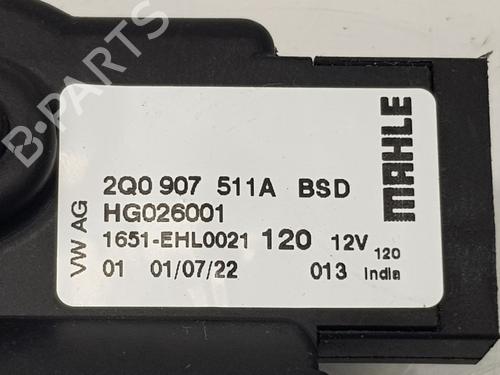 2Q0 907 511A BSD
HG026001
1651-EHL0021 120 12V 120
01 01/07/22 013 India
VW AG
MAHLE
B-PARTS